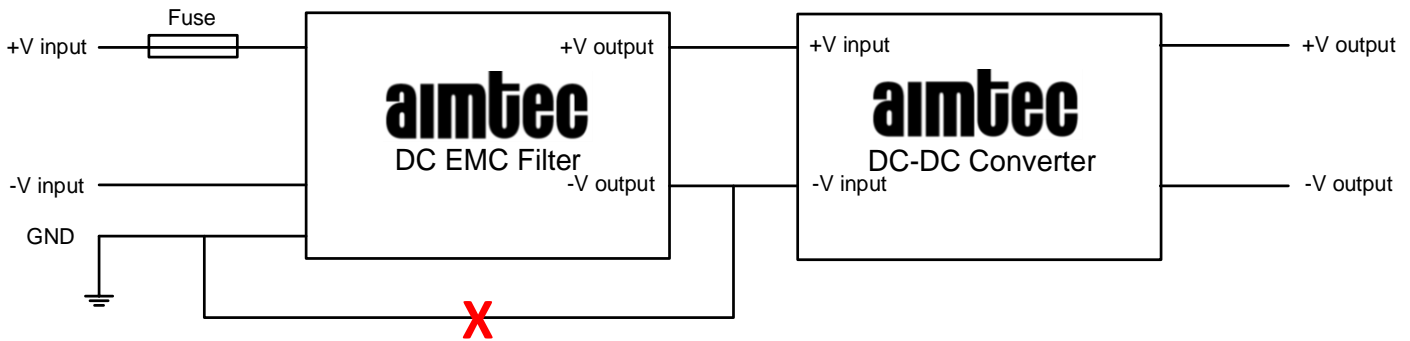 Fuse
+V input
+V output
+V input
+V output
aimtec
DC EMC Filter
aimtec
DC-DC Converter
-V input
-V output
-V input
-V output
GND
X